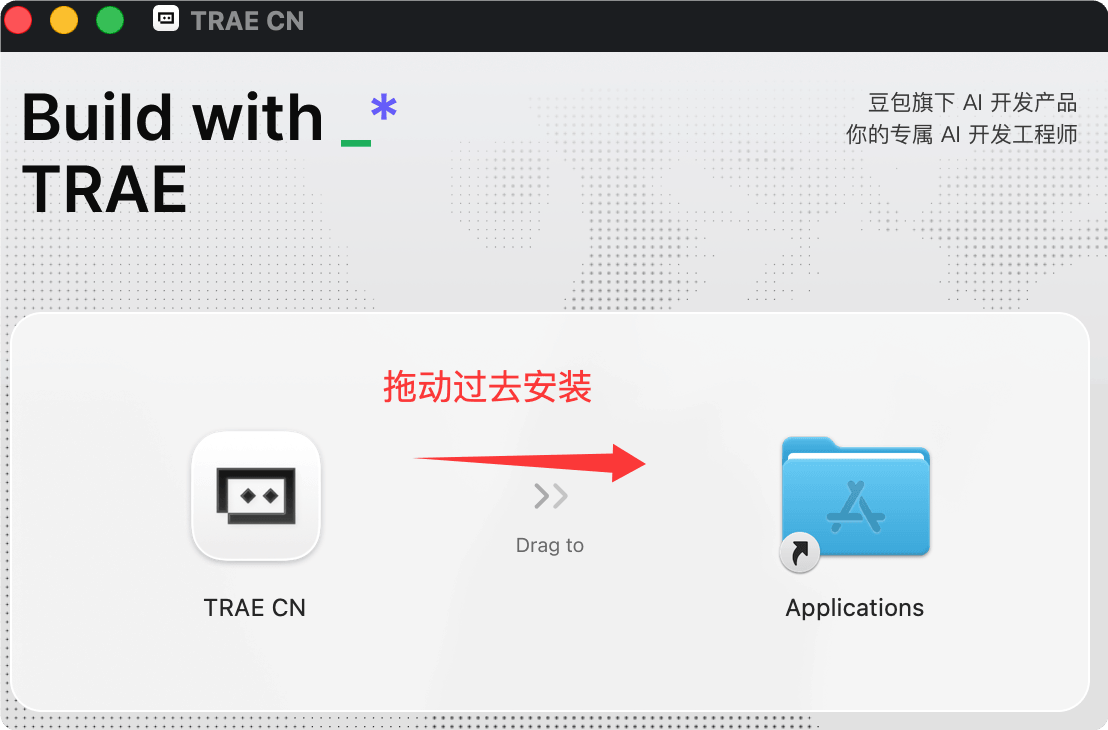 TRAE CN
Build with _*
TRAE
豆包旗下 AI 开发产品
你的专属 AI 开发工程师
拖动过去安装
Drag to
TRAE CN
Applications